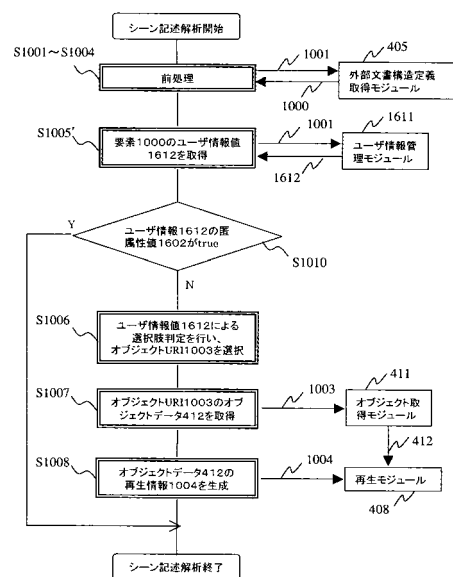 シーン記述解析開始
S1001～S1004
前処理
1001
1000
405
外部文書構造定義
取得モジュール
S1005'
要素1000のユーザ情報値
1612を取得
1001
1612
1611
ユーザ情報管
理モジュール
Y
ユーザ情報1612の匿
属性値1602がtrue
S1010
N
S1006
ユーザ情報値1612による
選択肢判定を行い、
オブジェクトURI1003を選択
S1007
オブジェクトURI1003のオブ
ジェクトデータ412を取得
1003
411
オブジェクト取
得モジュール
412
S1008
オブジェクトデータ412の
再生情報1004を生成
1004
再生モジュール
408
シーン記述解析終了